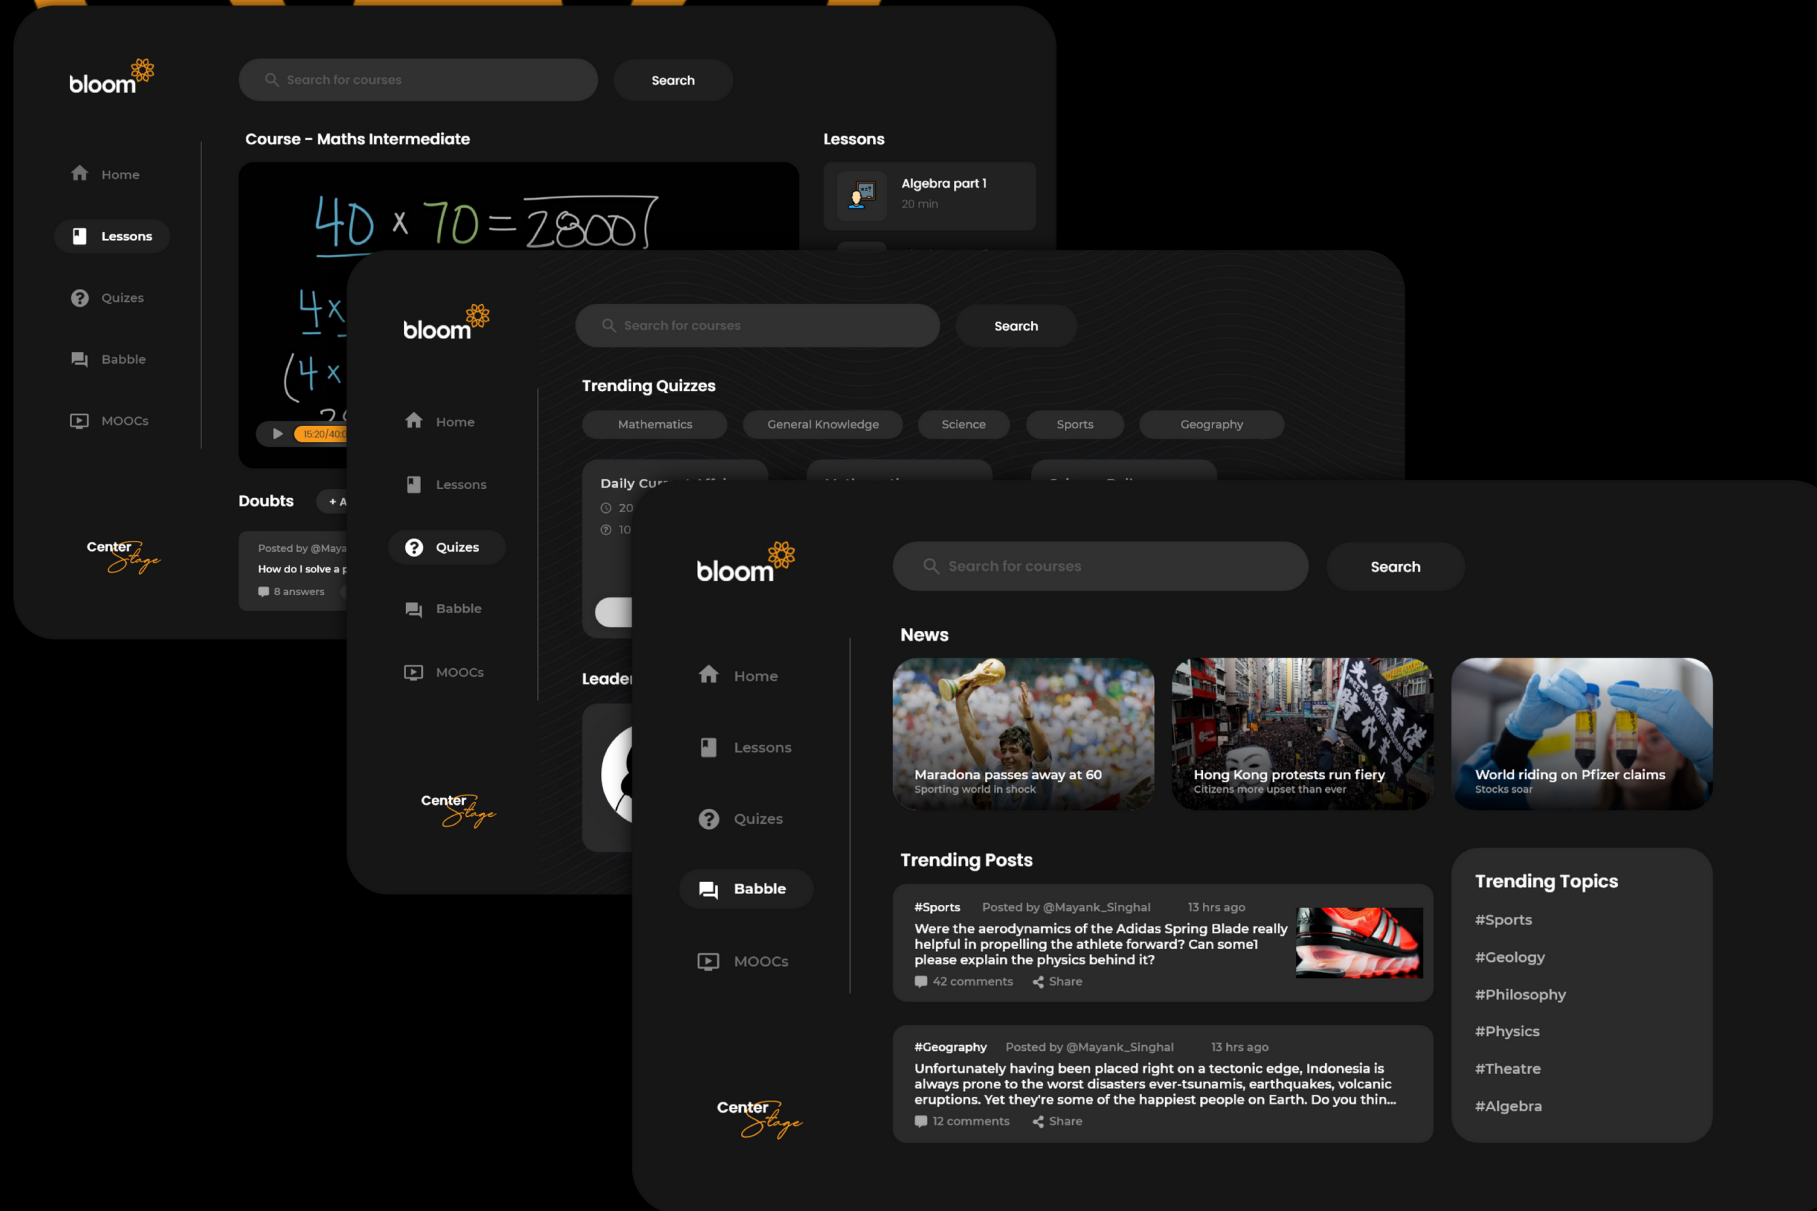 bloom
Search for courses
Search
Course - Maths Intermediate
Lessons
Home
Lessons
Quizes
Babble
MOOCs
40 x 70 = 2800
4 x
(4 x
15:20/40:0
Algebra part 1
20 min
Doubts
+ A
Posted by @Maya
How do I solve a p
8 answers
Center
Stage
bloom
Search for courses
Search
Home
Lessons
Quizes
Babble
MOOCs
Trending Quizzes
Mathematics
General Knowledge
Science
Sports
Geography
Daily
20
10
Leader
Center
Stage
bloom
Search for courses
Search
Home
Lessons
Quizes
Babble
MOOCs
Center
Stage
News
Maradona passes away at 60
Sporting world in shock
Hong Kong protests run fiery
Citizens more upset than ever
World riding on Pfizer claims
Stocks soar
Trending Posts
#Sports Posted by @Mayank_Singhal 13 hrs ago
Were the aerodynamics of the Adidas Spring Blade really
helpful in propelling the athlete forward? Can some1
please explain the physics behind it?
42 comments Share
#Geography Posted by @Mayank_Singhal 13 hrs ago
Unfortunately having been placed right on a tectonic edge, Indonesia is
always prone to the worst disasters ever-tsunamis, earthquakes, volcanic
eruptions. Yet they're some of the happiest people on Earth. Do you thin...
12 comments Share
Trending Topics
#Sports
#Geology
#Philosophy
#Physics
#Theatre
#Algebra